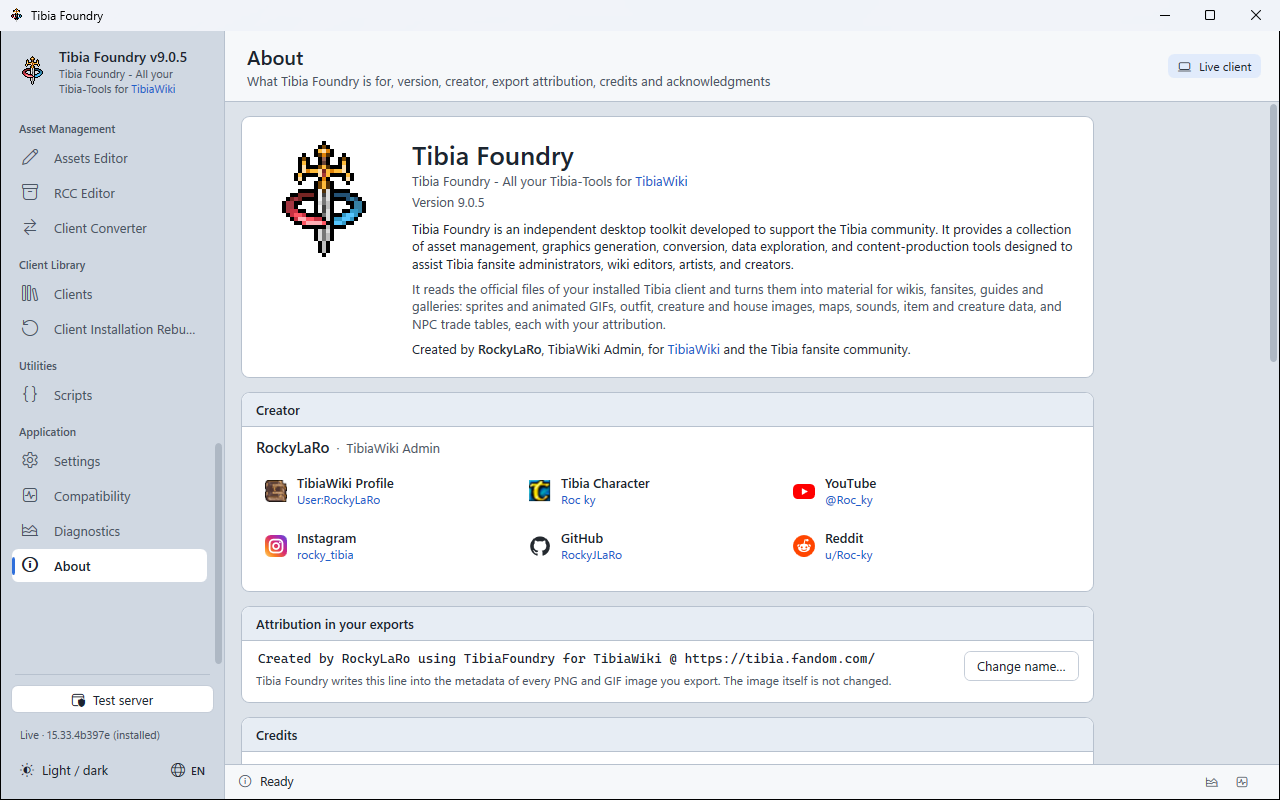 Tibia Foundry
Tibia Foundry v9.0.5
Tibia Foundry - All your
Tibia-Tools for TibiaWiki
Asset Management
Assets Editor
RCC Editor
Client Converter
Client Library
Clients
Client Installation Rebu...
Utilities
Scripts
Application
Settings
Compatibility
Diagnostics
About
Test server
Live · 15.33.4b397e (installed)
Light / dark
EN
About
What Tibia Foundry is for, version, creator, export attribution, credits and acknowledgments
Live client
Tibia Foundry
Tibia Foundry - All your Tibia-Tools for TibiaWiki
Version 9.0.5
Tibia Foundry is an independent desktop toolkit developed to support the Tibia community. It provides a collection
of asset management, graphics generation, conversion, data exploration, and content-production tools designed to
assist Tibia fansite administrators, wiki editors, artists, and creators.
It reads the official files of your installed Tibia client and turns them into material for wikis, fansites, guides and
galleries: sprites and animated GIFs, outfit, creature and house images, maps, sounds, item and creature data, and
NPC trade tables, each with your attribution.
Created by RockyLaRo, TibiaWiki Admin, for TibiaWiki and the Tibia fansite community.
Creator
RockyLaRo · TibiaWiki Admin
TibiaWiki Profile
User:RockyLaRo
Tibia Character
Roc ky
YouTube
@Roc_ky
Instagram
rocky_tibia
GitHub
RockyJLaRo
Reddit
u/Roc-ky
Attribution in your exports
Created by RockyLaRo using TibiaFoundry for TibiaWiki @ https://tibia.fandom.com/
Tibia Foundry writes this line into the metadata of every PNG and GIF image you export. The image itself is not changed.
Change name...
Credits
Ready